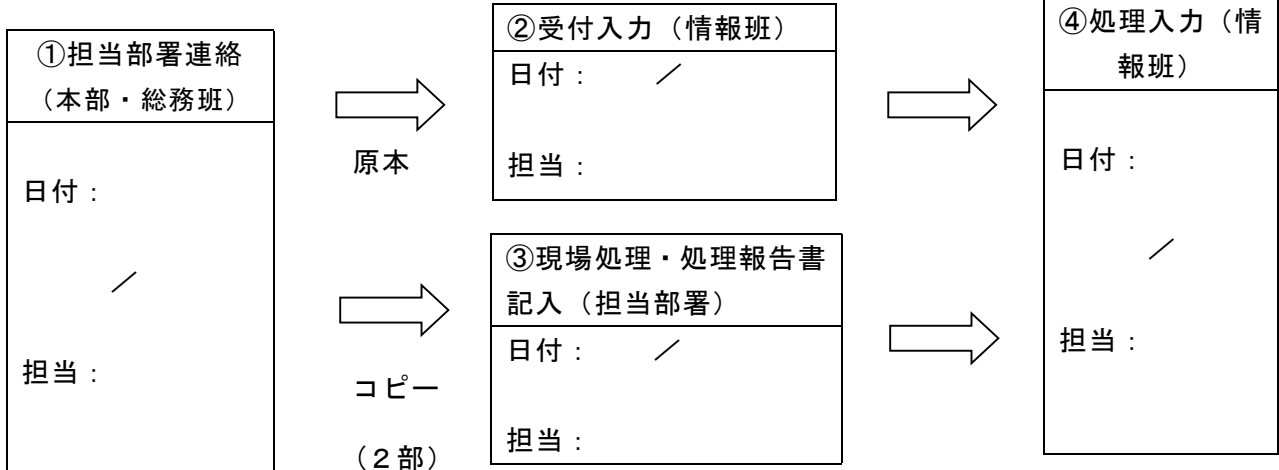 ①担当部署連絡
（本部・総務班）
日付：
／
担当：
原本
コピー
（２部）
②受付入力（情報班）
日付： ／
担当：
③現場処理・処理報告書
記入（担当部署）
日付： ／
担当：
④処理入力（情
報班）
日付：
／
担当：